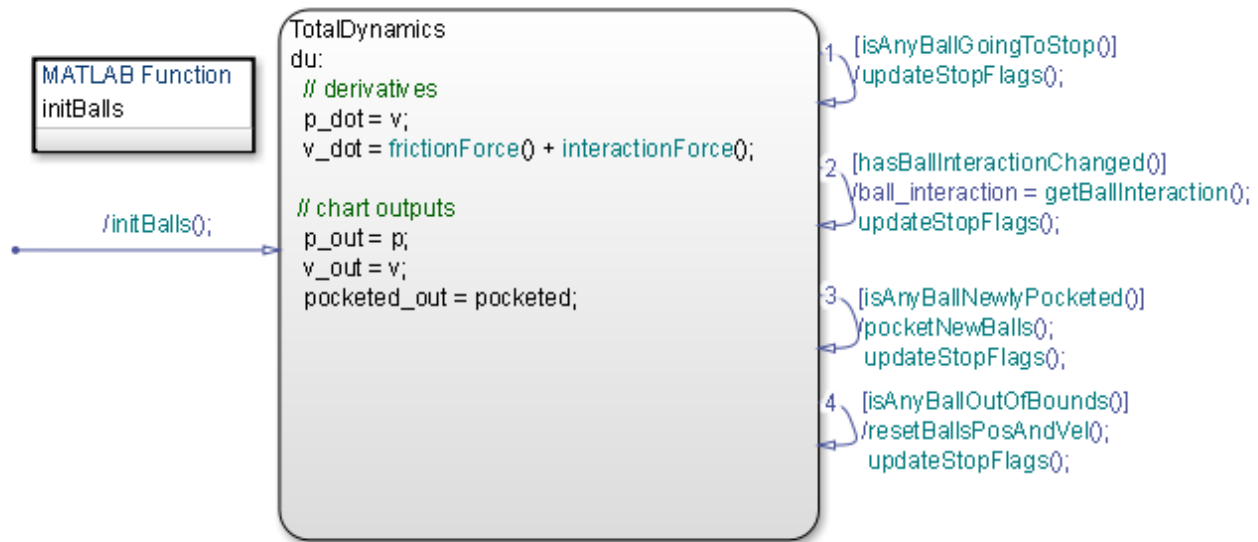 MATLAB Function
initBalls
/initBalls();
TotalDynamics
du:
// derivatives
p_dot = v;
v_dot = frictionForce() + interactionForce();
// chart outputs
p_out = p;
v_out = v;
pocketed_out = pocketed;
1
[isAnyBallGoingToStop()]
/updateStopFlags();
2
[hasBallInteractionChanged()]
/ball_interaction = getBallInteraction();
updateStopFlags();
3
[isAnyBallNewlyPocketed()]
/pocketNewBalls();
updateStopFlags();
4
[isAnyBallOutOfBounds()]
/resetBallsPosAndVel();
updateStopFlags();